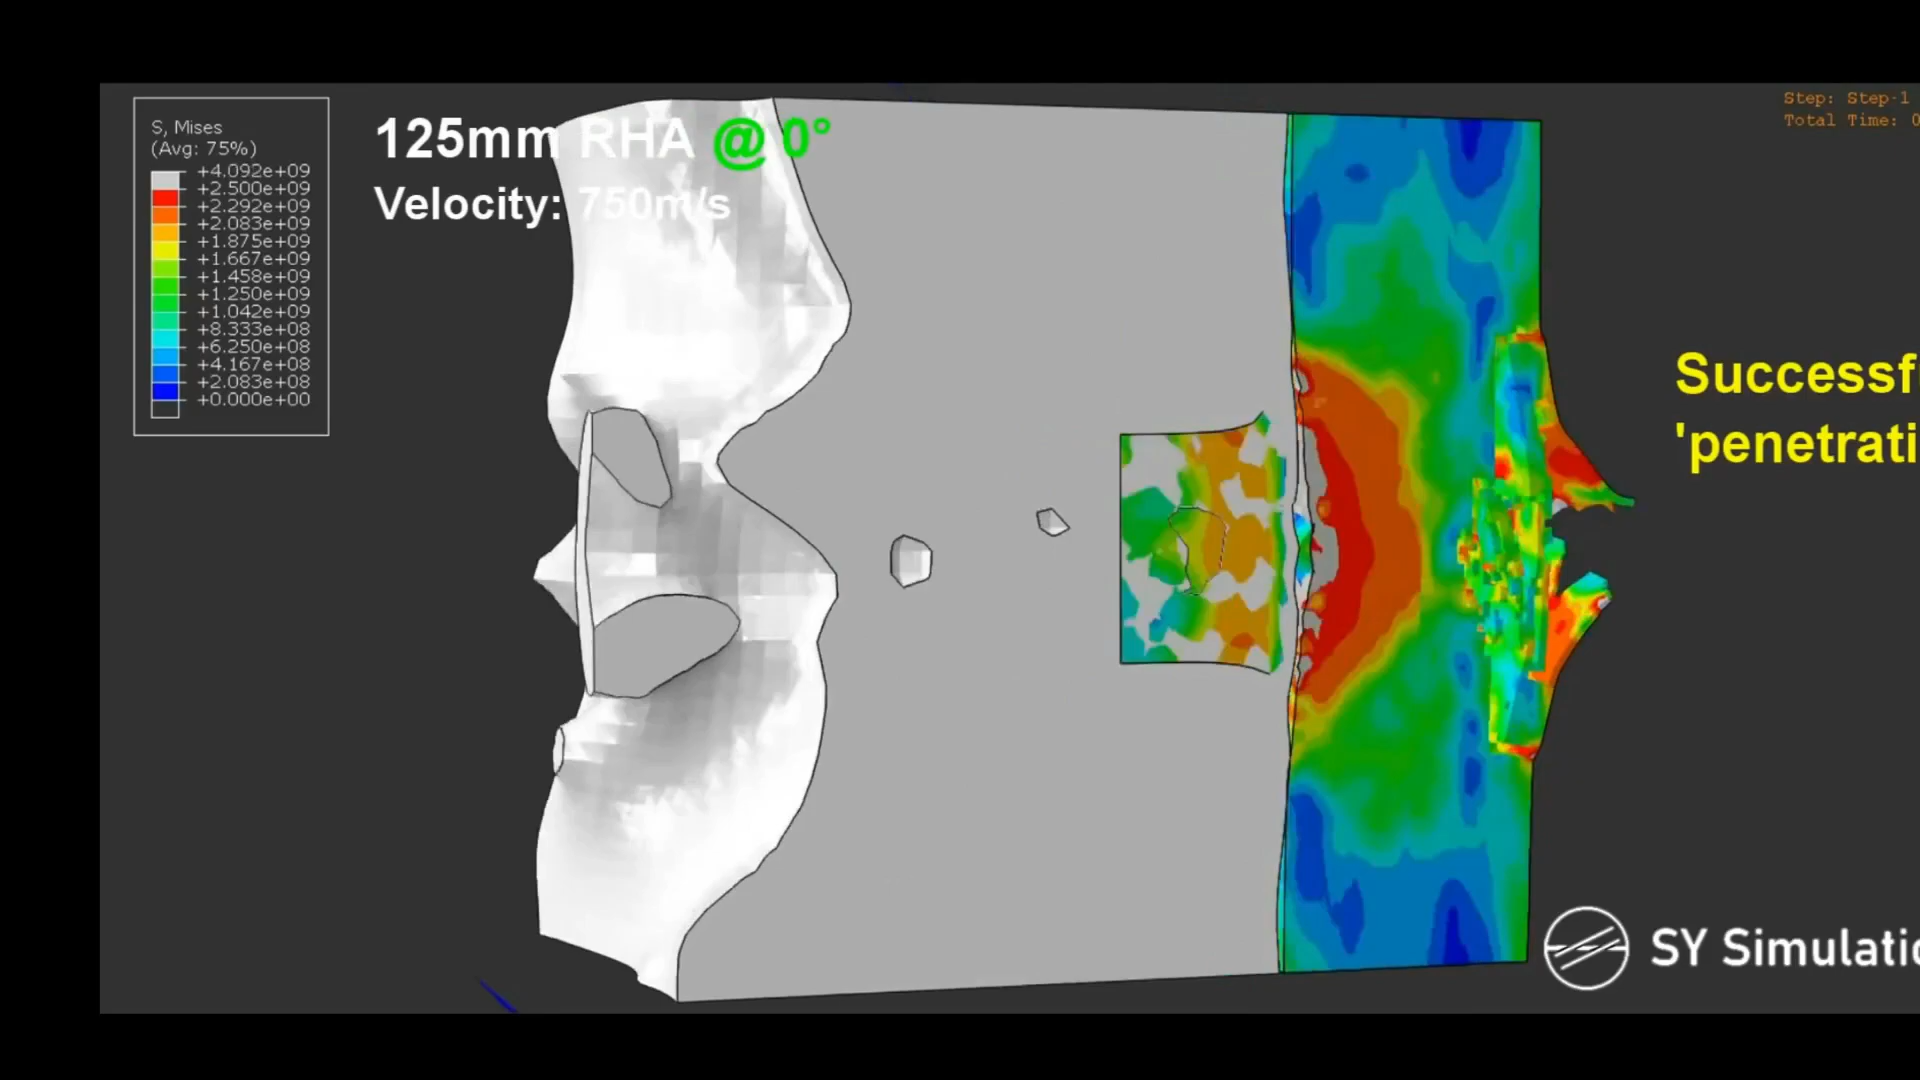 S, Mises
(Avg: 75%)
+4.092e+09
+2.500e+09
+2.292e+09
+2.083e+09
+1.875e+09
+1.667e+09
+1.458e+09
+1.250e+09
+1.042e+09
+8.333e+08
+6.250e+08
+4.167e+08
+2.083e+08
+0.000e+00
125mm RHA @ 0°
Velocity: 750m/s
Step: Step-1
Total Time: 0
Successf
'penetrati
SY Simulatio